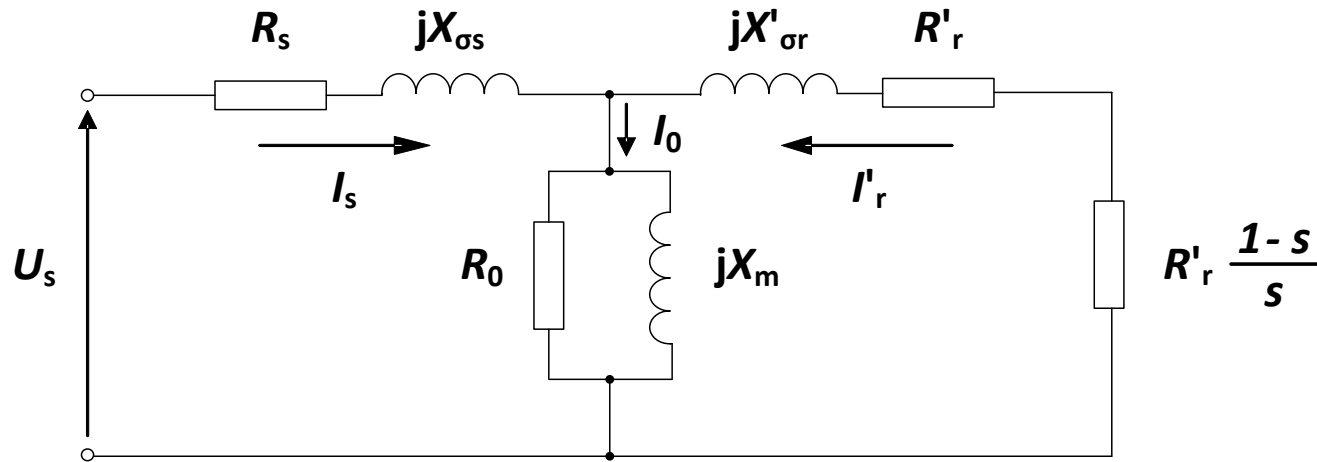 Rs
jXσs
jX'σr
R'r
I0
Is
I'r
Us
R0
jXm
R'r 1 - s
s